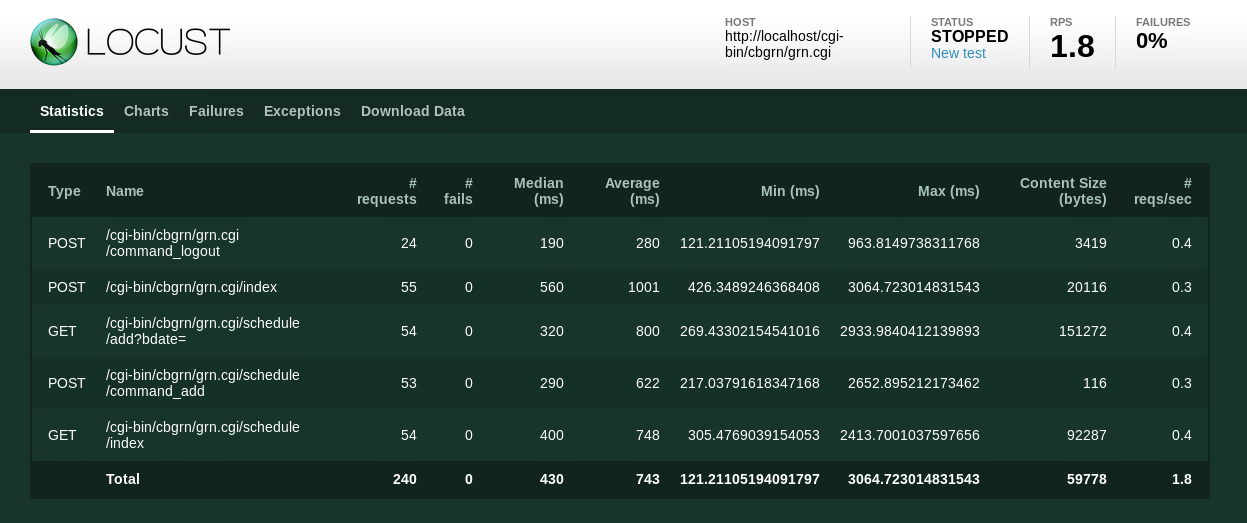 LOCUST
HOST
http://localhost/cgi-
bin/cbgrn/grn.cgi
STATUS
STOPPED
New test
RPS
1.8
FAILURES
0%
Statistics Charts Failures Exceptions Download Data
Type Name # requests # fails Median (ms) Average (ms) Min (ms) Max (ms) Content Size (bytes) # reqs/sec
POST /cgi-bin/cbgrn/grn.cgi
/command_logout 24 0 190 280 121.21105194091797 963.8149738311768 3419 0.4
POST /cgi-bin/cbgrn/grn.cgi/index 55 0 560 1001 426.3489246368408 3064.723014831543 20116 0.3
GET /cgi-bin/cbgrn/grn.cgi/schedule
/add?bdate= 54 0 320 800 269.43302154541016 2933.9840412139893 151272 0.4
POST /cgi-bin/cbgrn/grn.cgi/schedule
/command_add 53 0 290 622 217.03791618347168 2652.895212173462 116 0.3
GET /cgi-bin/cbgrn/grn.cgi/schedule
/index 54 0 400 748 305.4769039154053 2413.7001037597656 92287 0.4
Total 240 0 430 743 121.21105194091797 3064.723014831543 59778 1.8